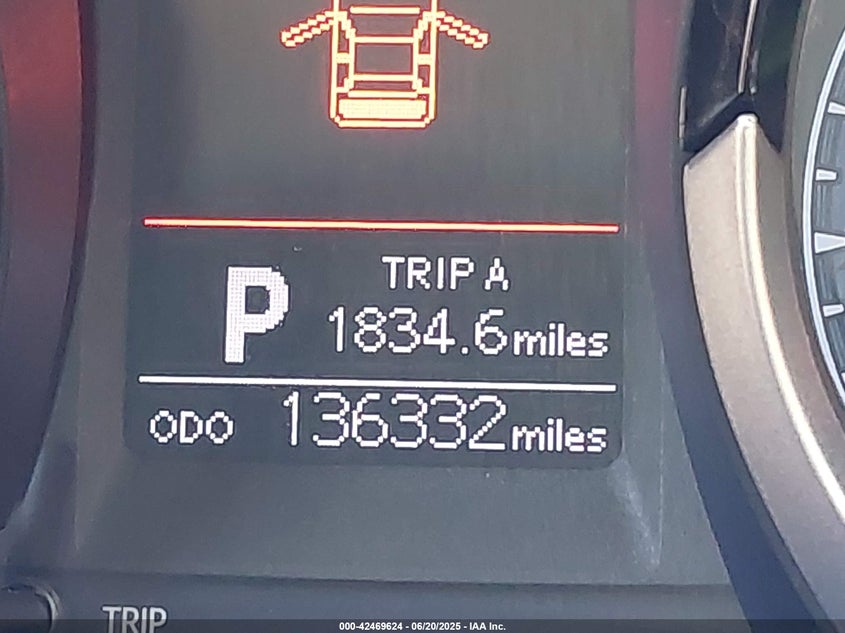 TRIP A
P
1834.6miles
ODO 136332miles
TRIP
000-42469624 - 06/20/2025 - IAA Inc.